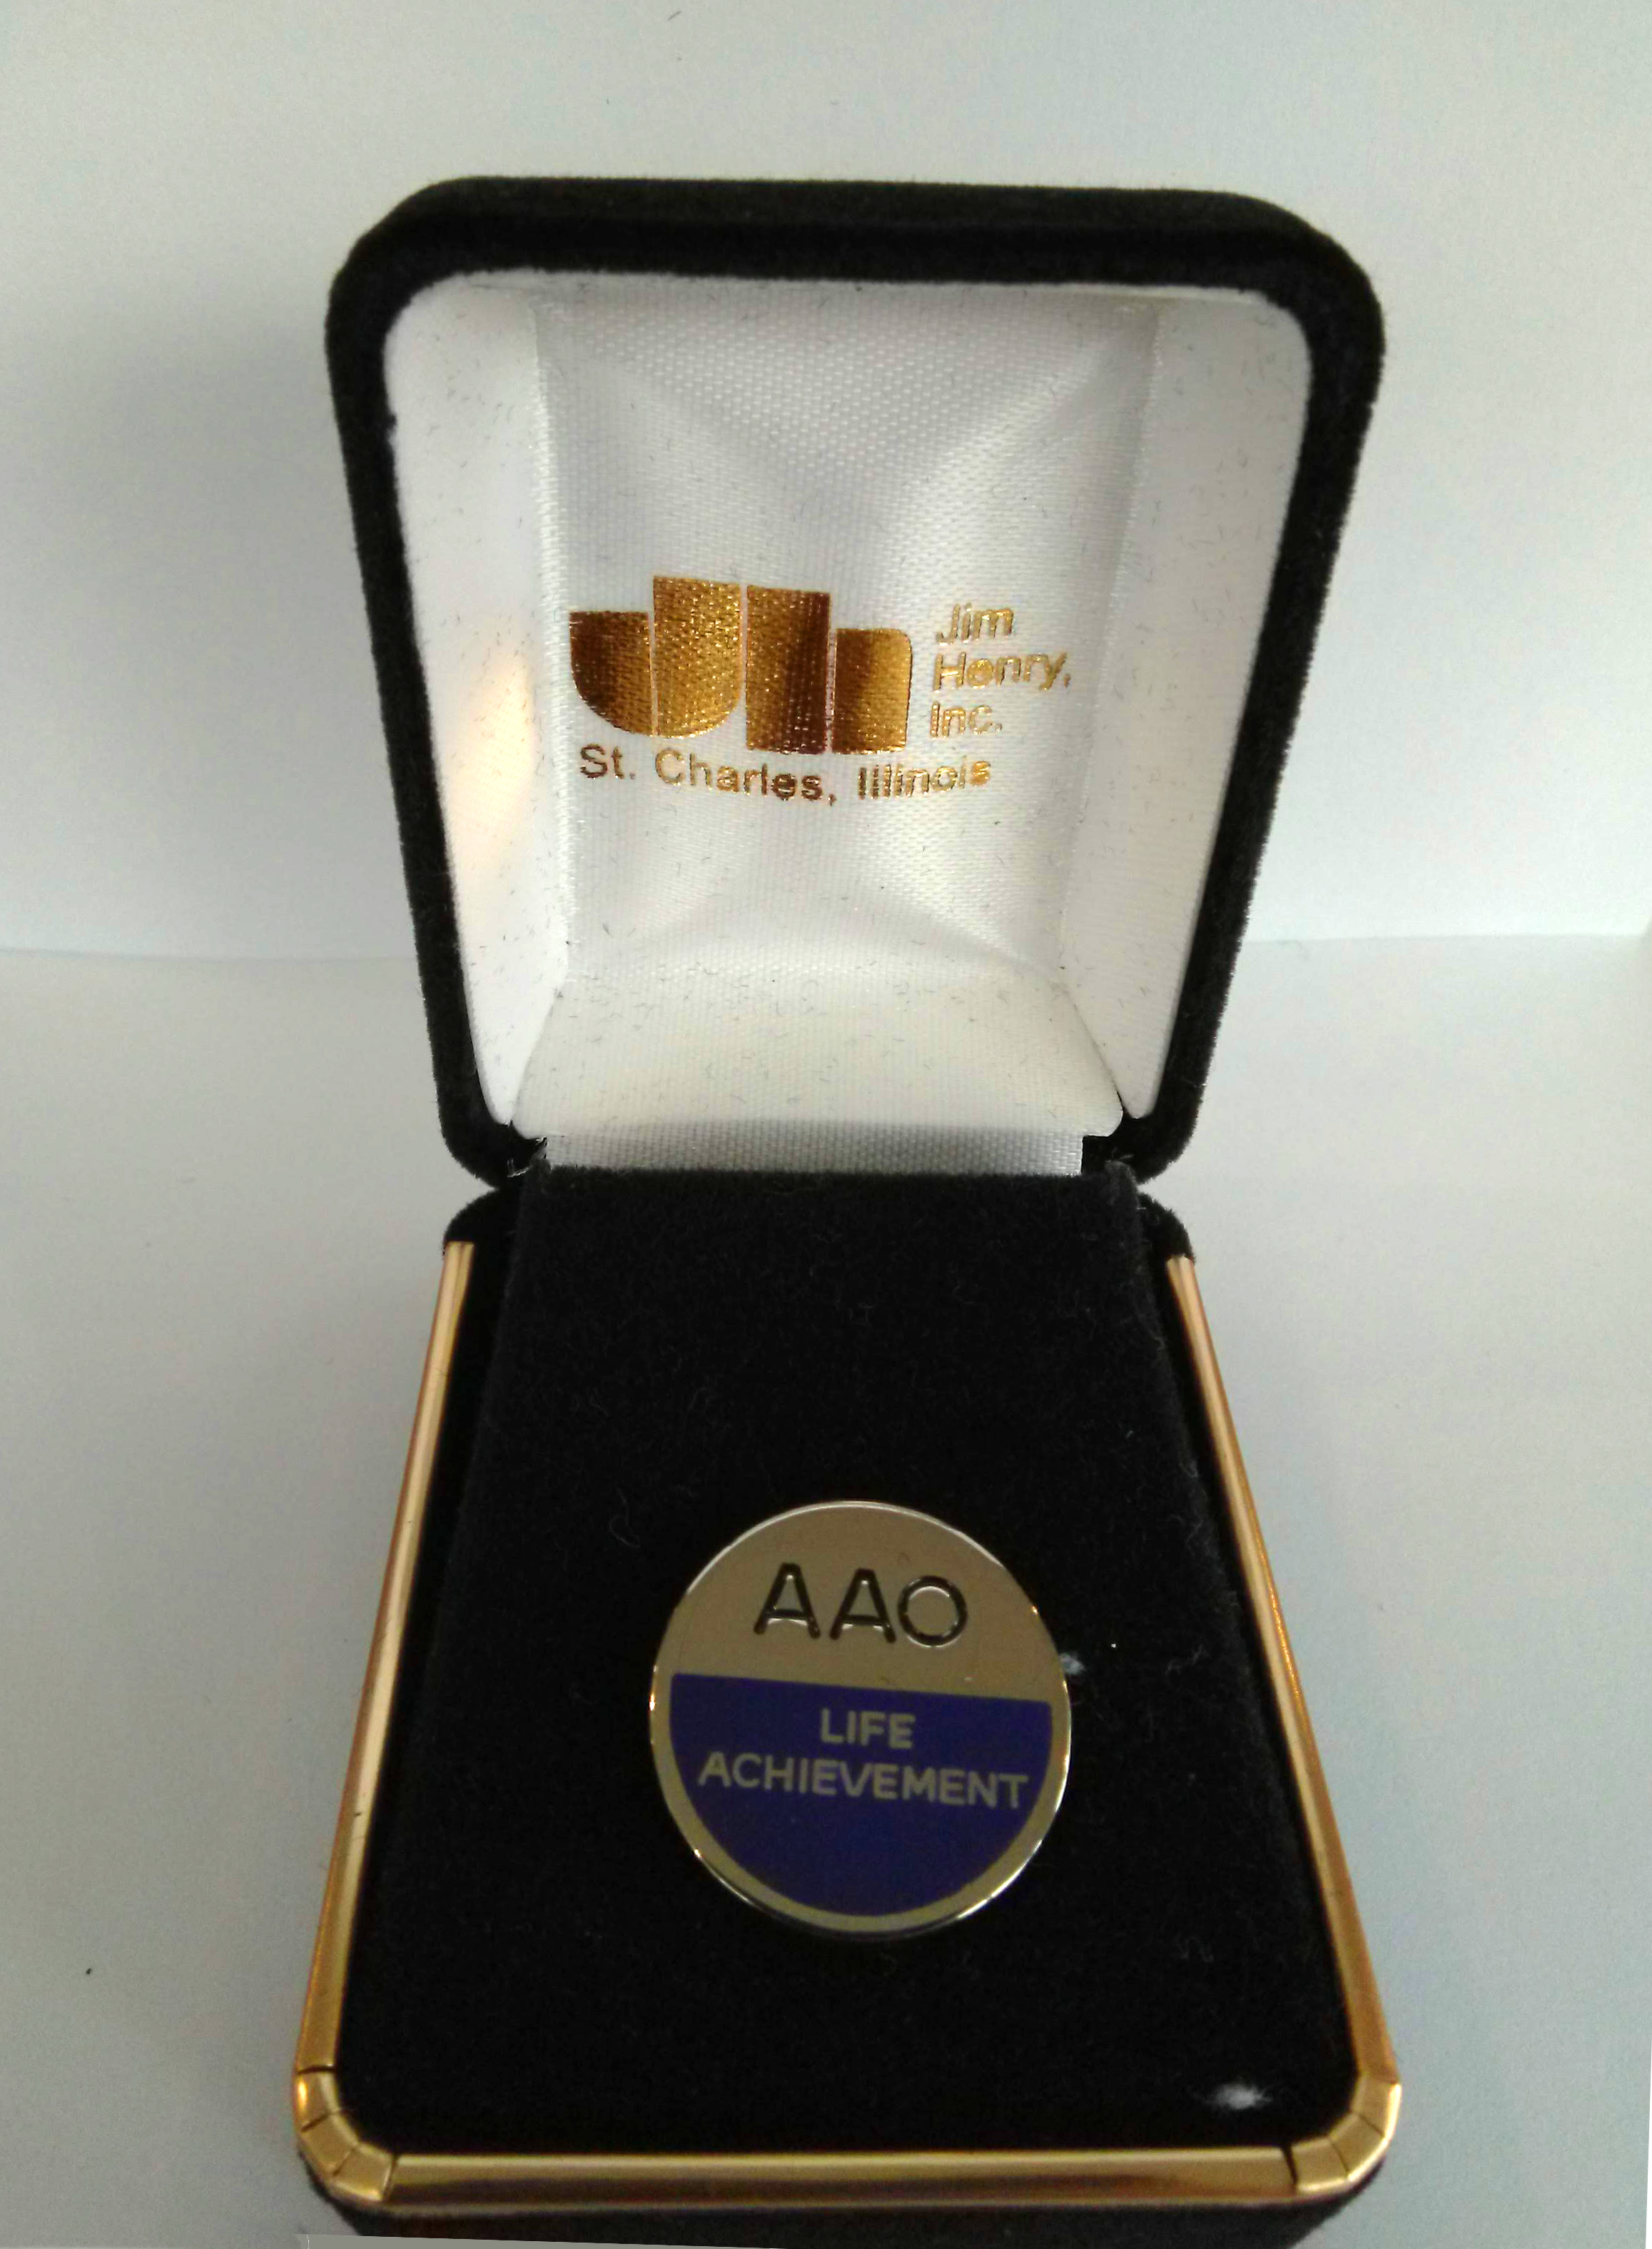 Jim
Henry,
Inc.
St. Charles, Illinois
AAO
LIFE
ACHIEVEMENT